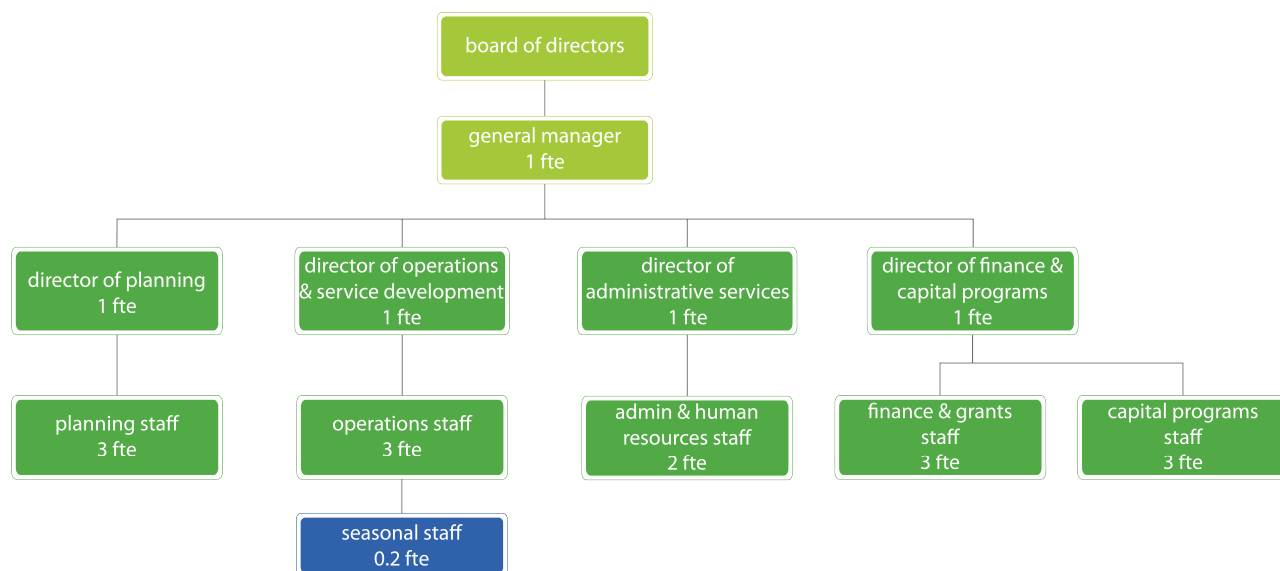 board of directors
general manager
1 fte
director of planning
1 fte
director of operations
& service development
1 fte
director of
administrative services
1 fte
director of finance &
capital programs
1 fte
planning staff
3 fte
operations staff
3 fte
admin & human
resources staff
2 fte
finance & grants
staff
3 fte
capital programs
staff
3 fte
seasonal staff
0.2 fte